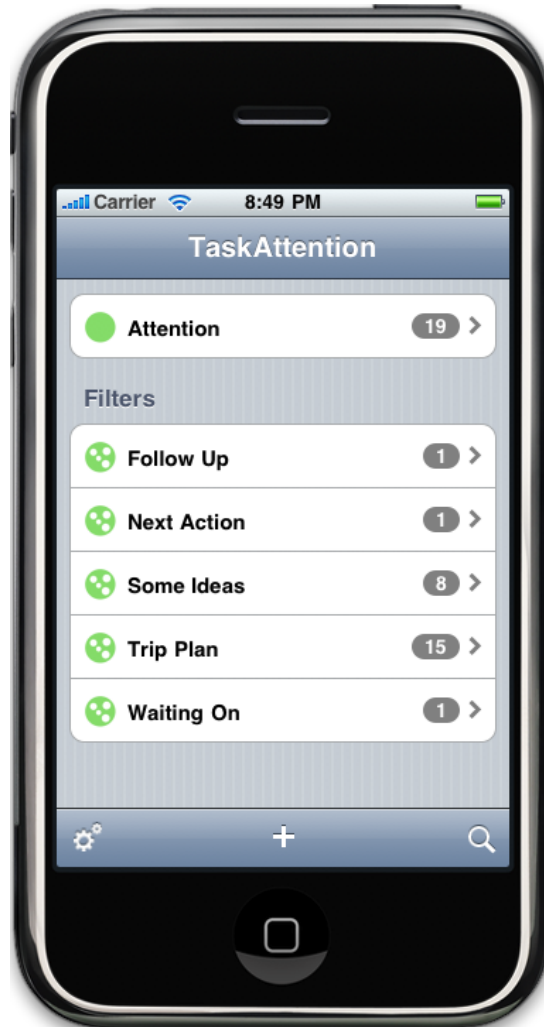 Carrier 8:49 PM
TaskAttention
Attention 19
Filters
Follow Up 1
Next Action 1
Some Ideas 8
Trip Plan 15
Waiting On 1